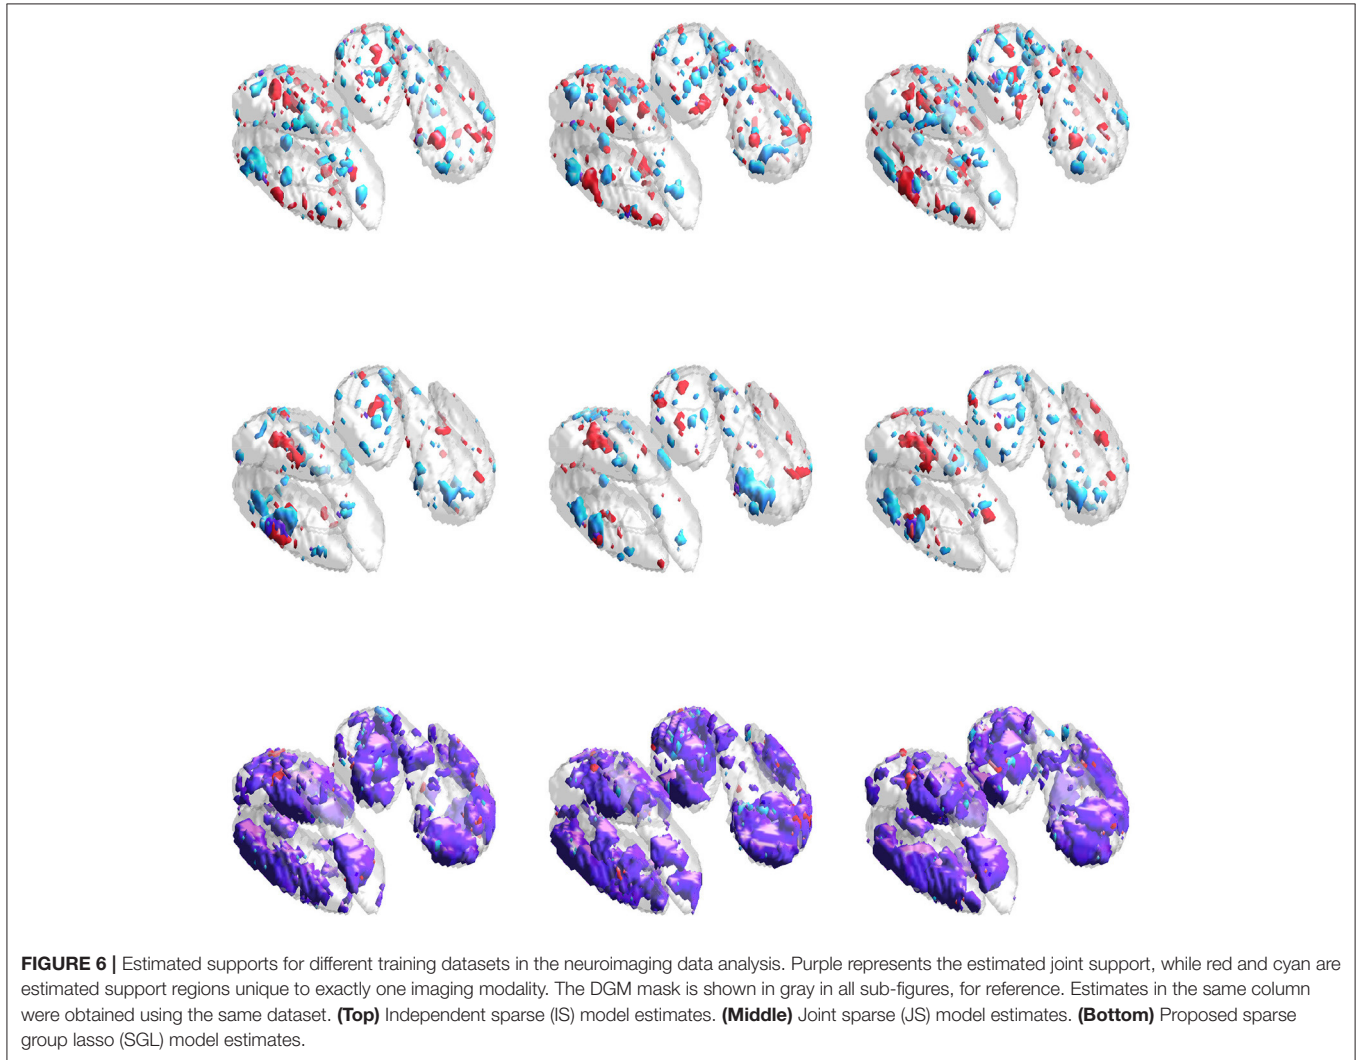 FIGURE 6 | Estimated supports for different training datasets in the neuroimaging data analysis. Purple represents the estimated joint support, while red and cyan are
estimated support regions unique to exactly one imaging modality. The DGM mask is shown in gray in all sub-figures, for reference. Estimates in the same column
were obtained using the same dataset. (Top) Independent sparse (IS) model estimates. (Middle) Joint sparse (JS) model estimates. (Bottom) Proposed sparse
group lasso (SGL) model estimates.